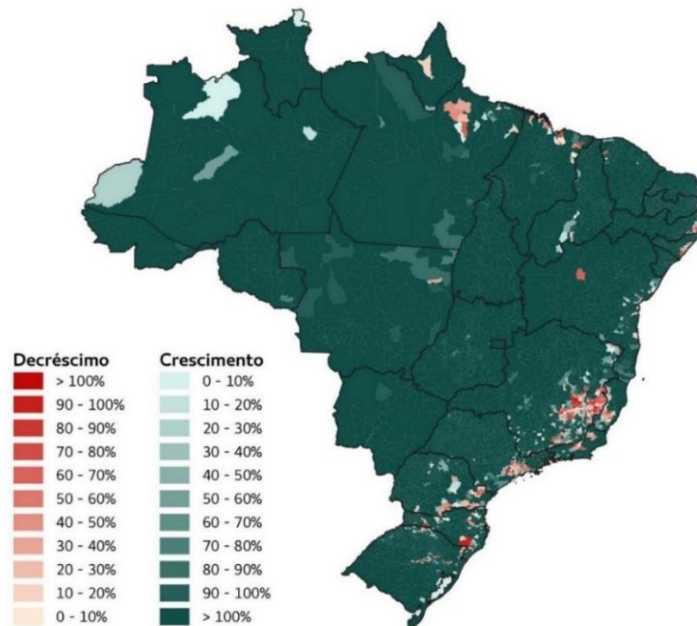 Decréscimo
> 100%
90 - 100%
80 - 90%
70 - 80%
60 - 70%
50 - 60%
40 - 50%
30 - 40%
20 - 30%
10 - 20%
0 - 10%
Crescimento
0 - 10%
10 - 20%
20 - 30%
30 - 40%
40 - 50%
50 - 60%
60 - 70%
70 - 80%
80 - 90%
90 - 100%
> 100%